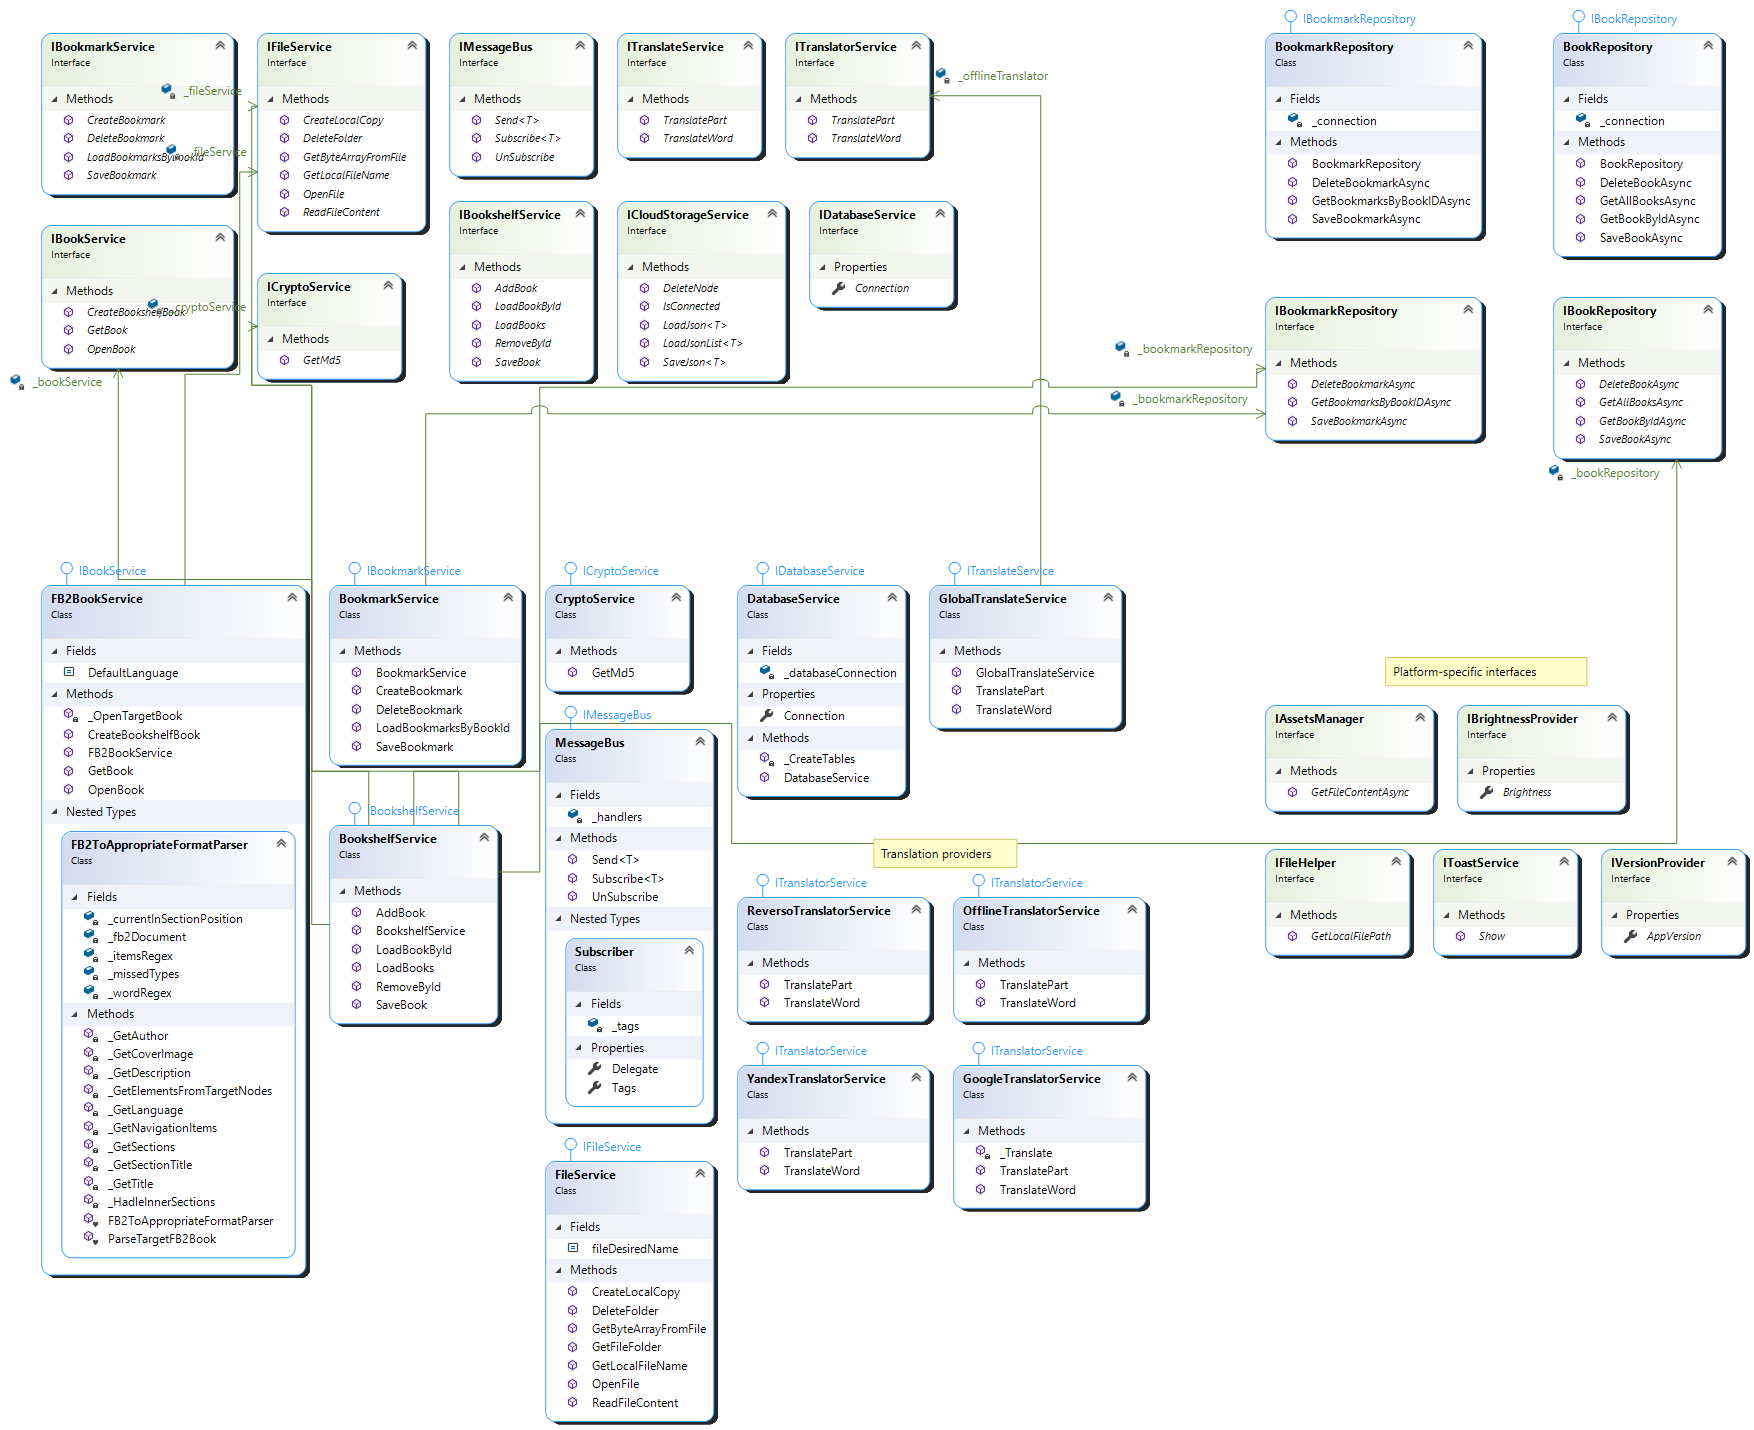 IBookmarkService
Interface
Methods
CreateBookmark
DeleteBookmark
LoadBookmarksByBookId
SaveBookmark
_fileService
_fileService
IFileService
Interface
Methods
CreateLocalCopy
DeleteFolder
GetByteArrayFromFile
GetLocalFileName
OpenFile
ReadFileContent
IMessageBus
Interface
Methods
Send<T>
Subscribe<T>
UnSubscribe
ITranslateService
Interface
Methods
TranslatePart
TranslateWord
ITranslatorService
Interface
Methods
TranslatePart
TranslateWord
_offlineTranslator
IBookmarkRepository
BookmarkRepository
Class
Fields
_connection
Methods
BookmarkRepository
DeleteBookmarkAsync
GetBookmarksByBookIDAsync
SaveBookmarkAsync
IBookRepository
BookRepository
Class
Fields
_connection
Methods
BookRepository
DeleteBookAsync
GetAllBooksAsync
GetBookByIdAsync
SaveBookAsync
IBookService
Interface
Methods
CreateBookshelfBook
GetBook
OpenBook
_cryptoService
_bookService
ICryptoService
Interface
Methods
GetMd5
IBookshelfService
Interface
Methods
AddBook
LoadBookById
LoadBooks
RemoveById
SaveBook
ICloudStorageService
Interface
Methods
DeleteNode
IsConnected
LoadJson<T>
LoadJsonList<T>
SaveJson<T>
IDatabaseService
Interface
Properties
Connection
_bookmarkRepository
_bookmarkRepository
IBookmarkRepository
Interface
Methods
DeleteBookmarkAsync
GetBookmarksByBookIDAsync
SaveBookmarkAsync
IBookRepository
Interface
Methods
DeleteBookAsync
GetAllBooksAsync
GetBookByIdAsync
SaveBookAsync
_bookRepository
IBookService
FB2BookService
Class
Fields
DefaultLanguage
Methods
_OpenTargetBook
CreateBookshelfBook
FB2BookService
GetBook
OpenBook
Nested Types
FB2ToAppropriateFormatParser
Class
Fields
_currentInSectionPosition
_fb2Document
_itemsRegex
_missedTypes
_wordRegex
Methods
_GetAuthor
_GetCoverImage
_GetDescription
_GetElementsFromTargetNodes
_GetLanguage
_GetNavigationItems
_GetSections
_GetSectionTitle
_GetTitle
_HadleInnerSections
FB2ToAppropriateFormatParser
ParseTargetFB2Book
IBookmarkService
BookmarkService
Class
Methods
BookmarkService
CreateBookmark
DeleteBookmark
LoadBookmarksByBookId
SaveBookmark
IBookshelfService
BookshelfService
Class
Methods
AddBook
BookshelfService
LoadBookById
LoadBooks
RemoveById
SaveBook
ICryptoService
CryptoService
Class
Methods
GetMd5
IMessageBus
MessageBus
Class
Fields
_handlers
Methods
Send<T>
Subscribe<T>
UnSubscribe
Nested Types
Subscriber
Class
Fields
_tags
Properties
Delegate
Tags
IFileService
FileService
Class
Fields
fileDesiredName
Methods
CreateLocalCopy
DeleteFolder
GetByteArrayFromFile
GetFileFolder
GetLocalFileName
OpenFile
ReadFileContent
IDatabaseService
DatabaseService
Class
Fields
_databaseConnection
Properties
Connection
Methods
_CreateTables
DatabaseService
ITranslateService
GlobalTranslateService
Class
Methods
GlobalTranslateService
TranslatePart
TranslateWord
Translation providers
ITranslatorService
ReversoTranslatorService
Class
Methods
TranslatePart
TranslateWord
ITranslatorService
OfflineTranslatorService
Class
Methods
TranslatePart
TranslateWord
ITranslatorService
YandexTranslatorService
Class
Methods
TranslatePart
TranslateWord
ITranslatorService
GoogleTranslatorService
Class
Methods
_Translate
TranslatePart
TranslateWord
Platform-specific interfaces
IAssetsManager
Interface
Methods
GetFileContentAsync
IBrightnessProvider
Interface
Properties
Brightness
IFileHelper
Interface
Methods
GetLocalFilePath
IToastService
Interface
Methods
Show
IVersionProvider
Interface
Properties
AppVersion